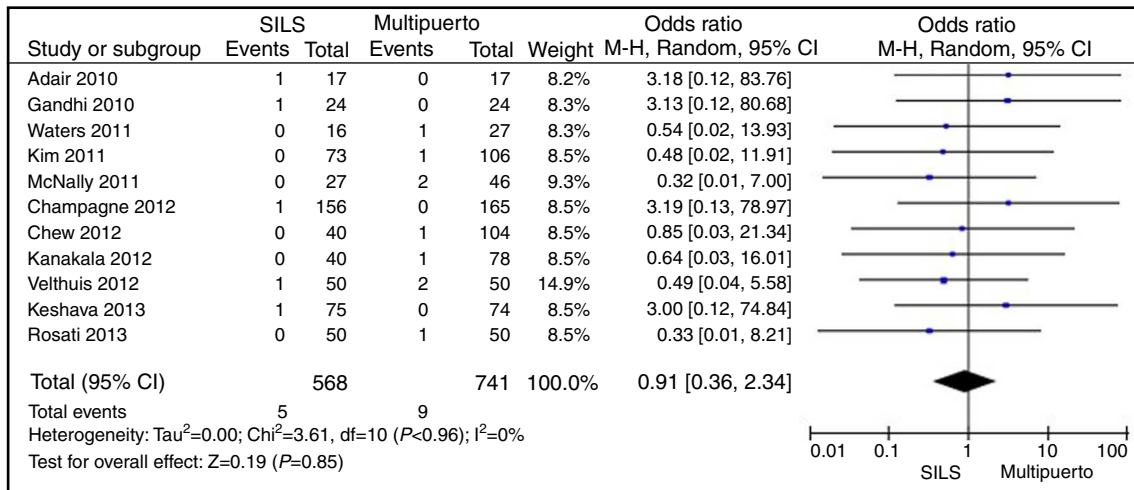 SILS Multipuerto Odds ratio Odds ratio
Study or subgroup Events Total Events Total Weight M-H, Random, 95% CI M-H, Random, 95% CI
Adair 2010 1 17 0 17 8.2% 3.18 [0.12, 83.76]
Gandhi 2010 1 24 0 24 8.3% 3.13 [0.12, 80.68]
Waters 2011 0 16 1 27 8.3% 0.54 [0.02, 13.93]
Kim 2011 0 73 1 106 8.5% 0.48 [0.02, 11.91]
McNally 2011 0 27 2 46 9.3% 0.32 [0.01, 7.00]
Champagne 2012 1 156 0 165 8.5% 3.19 [0.13, 78.97]
Chew 2012 0 40 1 104 8.5% 0.85 [0.03, 21.34]
Kanakala 2012 0 40 1 78 8.5% 0.64 [0.03, 16.01]
Velthuis 2012 1 50 2 50 14.9% 0.49 [0.04, 5.58]
Keshava 2013 1 75 0 74 8.5% 3.00 [0.12, 74.84]
Rosati 2013 0 50 1 50 8.5% 0.33 [0.01, 8.21]
Total (95% CI) 568 741 100.0% 0.91 [0.36, 2.34]
Total events 5 9
Heterogeneity: Tau²=0.00; Chi²=3.61, df=10 (P<0.96); I²=0%
Test for overall effect: Z=0.19 (P=0.85)
0.01 0.1 1 10 100
SILS Multipuerto